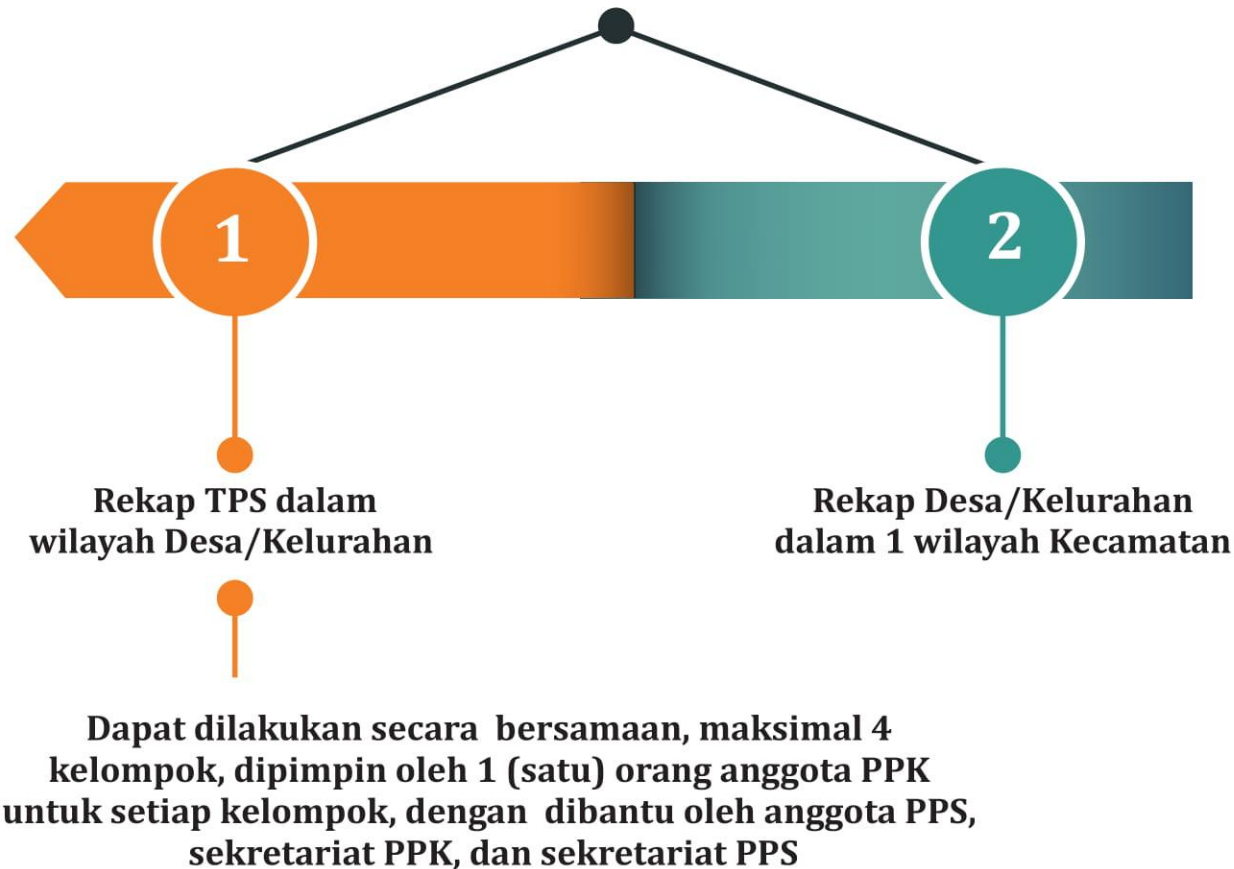 1
2
Rekap TPS dalam
wilayah Desa/Kelurahan
Rekap Desa/Kelurahan
dalam 1 wilayah Kecamatan
Dapat dilakukan secara bersamaan, maksimal 4
kelompok, dipimpin oleh 1 (satu) orang anggota PPK
untuk setiap kelompok, dengan dibantu oleh anggota PPS,
sekretariat PPK, dan sekretariat PPS